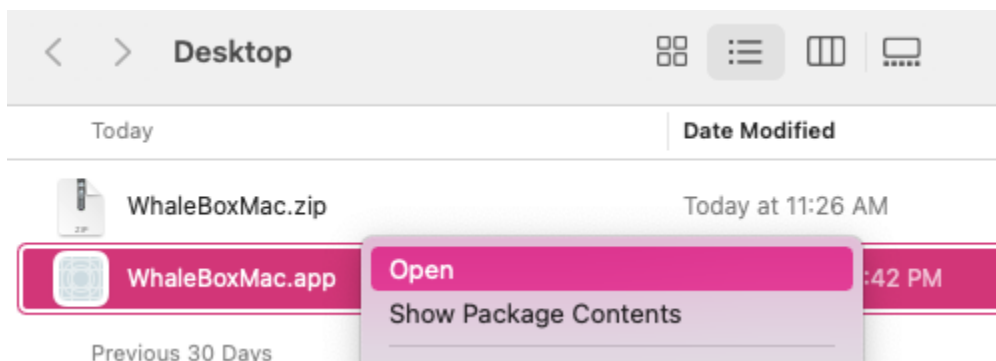 Desktop
Today Date Modified
ZIP
WhaleBoxMac.zip Today at 11:26 AM
WhaleBoxMac.app :42 PM
Open
Show Package Contents
Previous 30 Days